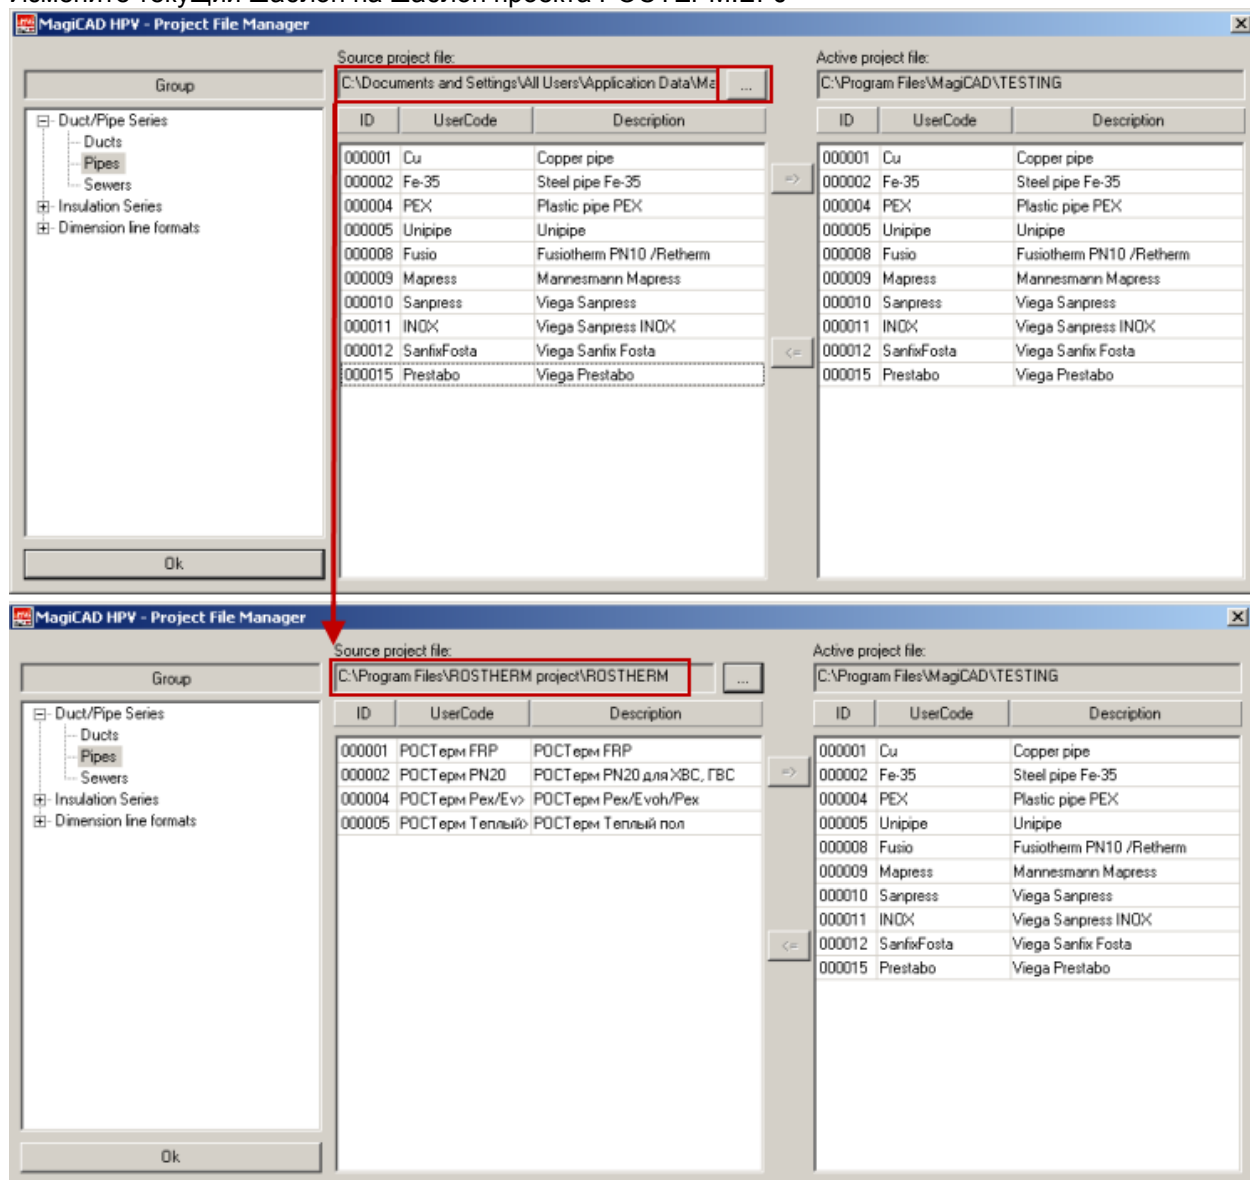 Измените текущий шаблон на шаблон проекта РОСТЕРМ.EPJ
MagiCAD HPV - Project File Manager
Source project file:
Active project file:
Group
C:\Documents and Settings\All Users\Application Data\Ma
...
C:\Program Files\MagiCAD\TESTING
Duct/Pipe Series
Ducts
Pipes
Sewers
Insulation Series
Dimension line formats
ID UserCode Description
000001 Cu Copper pipe
000002 Fe-35 Steel pipe Fe-35
000004 PEX Plastic pipe PEX
000005 Unipipe Unipipe
000008 Fusio Fusiotherm PN10 /Retherm
000009 Mapress Mannesmann Mapress
000010 Sanpress Viega Sanpress
000011 INOX Viega Sanpress INOX
000012 SanfixFosta Viega Sanfix Fosta
000015 Prestabo Viega Prestabo
=>
<=
ID UserCode Description
000001 Cu Copper pipe
000002 Fe-35 Steel pipe Fe-35
000004 PEX Plastic pipe PEX
000005 Unipipe Unipipe
000008 Fusio Fusiotherm PN10 /Retherm
000009 Mapress Mannesmann Mapress
000010 Sanpress Viega Sanpress
000011 INOX Viega Sanpress INOX
000012 SanfixFosta Viega Sanfix Fosta
000015 Prestabo Viega Prestabo
Ok
MagiCAD HPV - Project File Manager
Source project file:
Active project file:
Group
C:\Program Files\ROSTHERM project\ROSTHERM
...
C:\Program Files\MagiCAD\TESTING
Duct/Pipe Series
Ducts
Pipes
Sewers
Insulation Series
Dimension line formats
ID UserCode Description
000001 РОСТерм FRP РОСТерм FRP
000002 РОСТерм PN20 РОСТерм PN20 для ХВС, ГВС
000004 РОСТерм Pex/Ev> РОСТерм Pex/Evoh/Pex
000005 РОСТерм Теплый> РОСТерм Теплый пол
=>
<=
ID UserCode Description
000001 Cu Copper pipe
000002 Fe-35 Steel pipe Fe-35
000004 PEX Plastic pipe PEX
000005 Unipipe Unipipe
000008 Fusio Fusiotherm PN10 /Retherm
000009 Mapress Mannesmann Mapress
000010 Sanpress Viega Sanpress
000011 INOX Viega Sanpress INOX
000012 SanfixFosta Viega Sanfix Fosta
000015 Prestabo Viega Prestabo
Ok